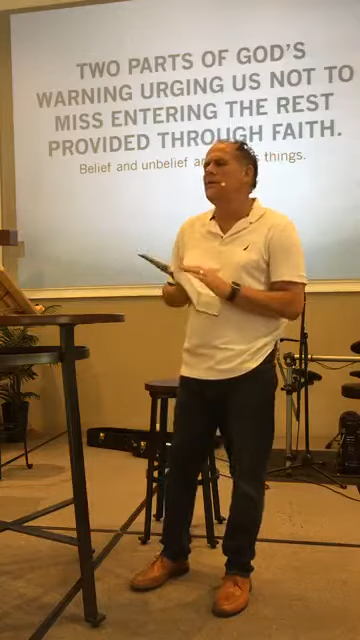 TWO PARTS OF GOD'S
WARNING URGING US NOT TO
MISS ENTERING THE REST
PROVIDED THROUGH FAITH.
Belief and unbelief things.